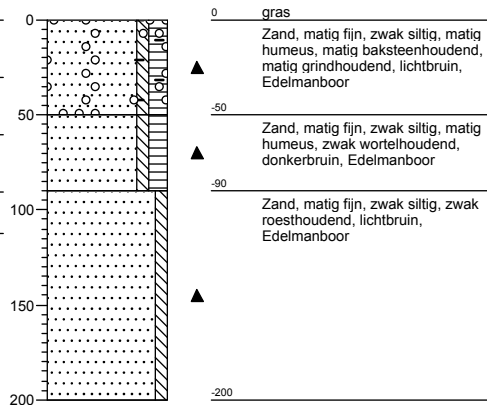 0
50
100
150
200
0
gras
Zand, matig fijn, zwak siltig, matig
humeus, matig baksteenhoudend,
matig grindhoudend, lichtbruin,
Edelmanboor
-50
Zand, matig fijn, zwak siltig, matig
humeus, zwak wortelhoudend,
donkerbruin, Edelmanboor
-90
Zand, matig fijn, zwak siltig, zwak
roesthoudend, lichtbruin,
Edelmanboor
-200